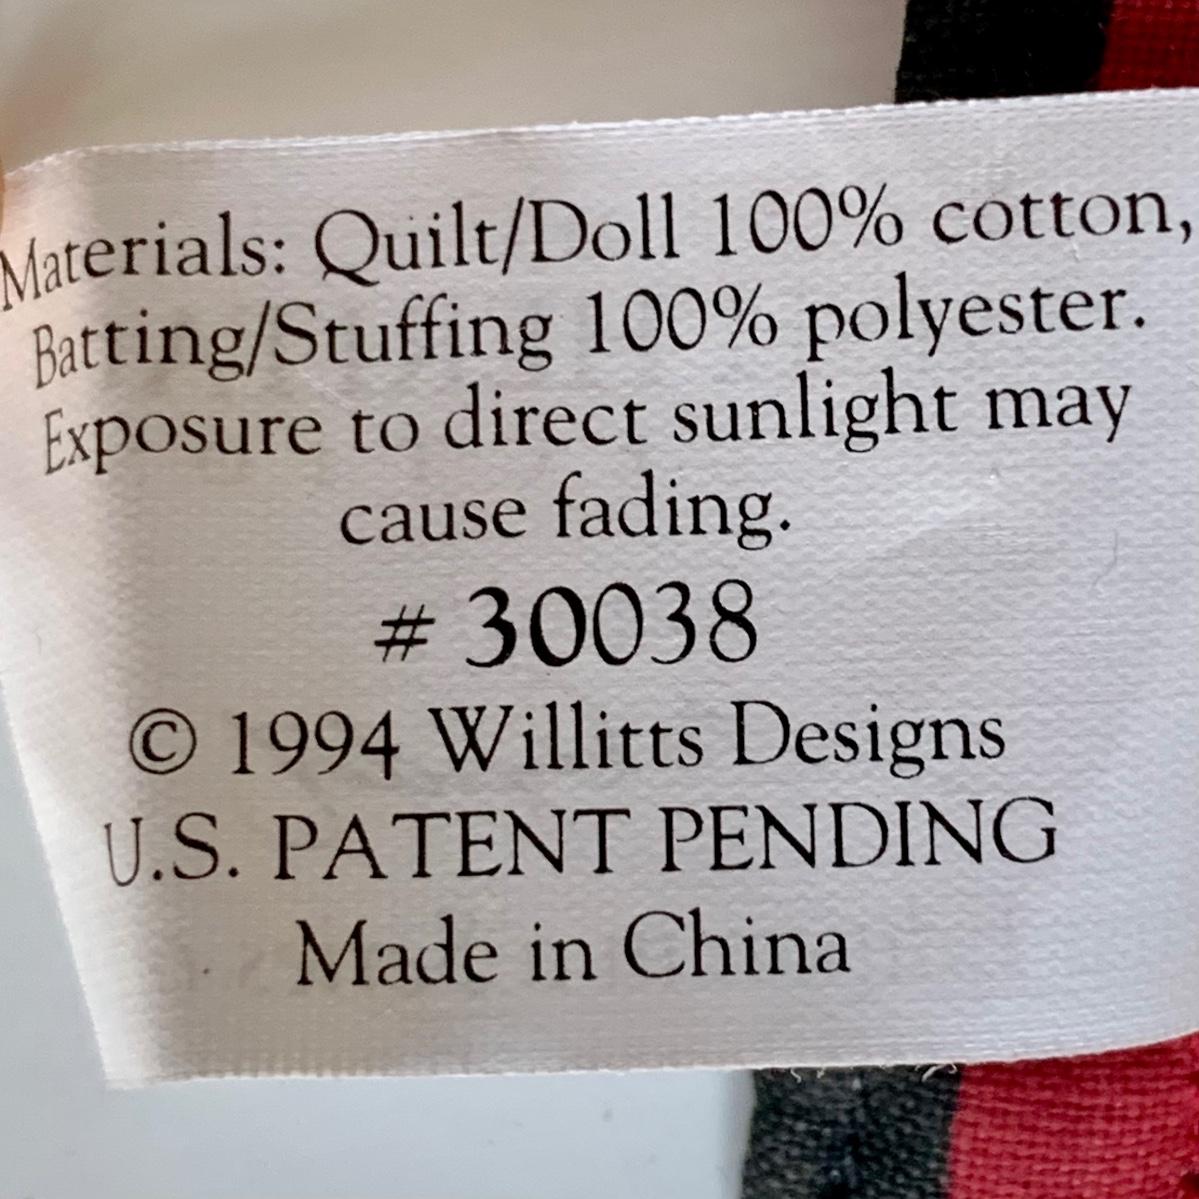 Materials: Quilt/Doll 100% cotton,
Batting/Stuffing 100% polyester.
Exposure to direct sunlight may
cause fading.
# 30038
© 1994 Willitts Designs
U.S. PATENT PENDING
Made in China